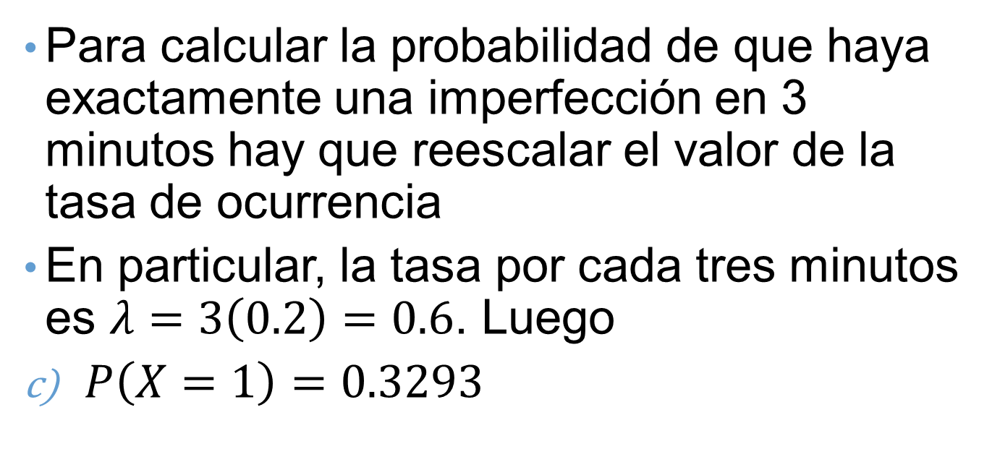 • Para calcular la probabilidad de que haya
exactamente una imperfección en 3
minutos hay que reescalar el valor de la
tasa de ocurrencia
• En particular, la tasa por cada tres minutos
es 𝜆 = 3(0.2) = 0.6. Luego
c) 𝑃(𝑋 = 1) = 0.3293